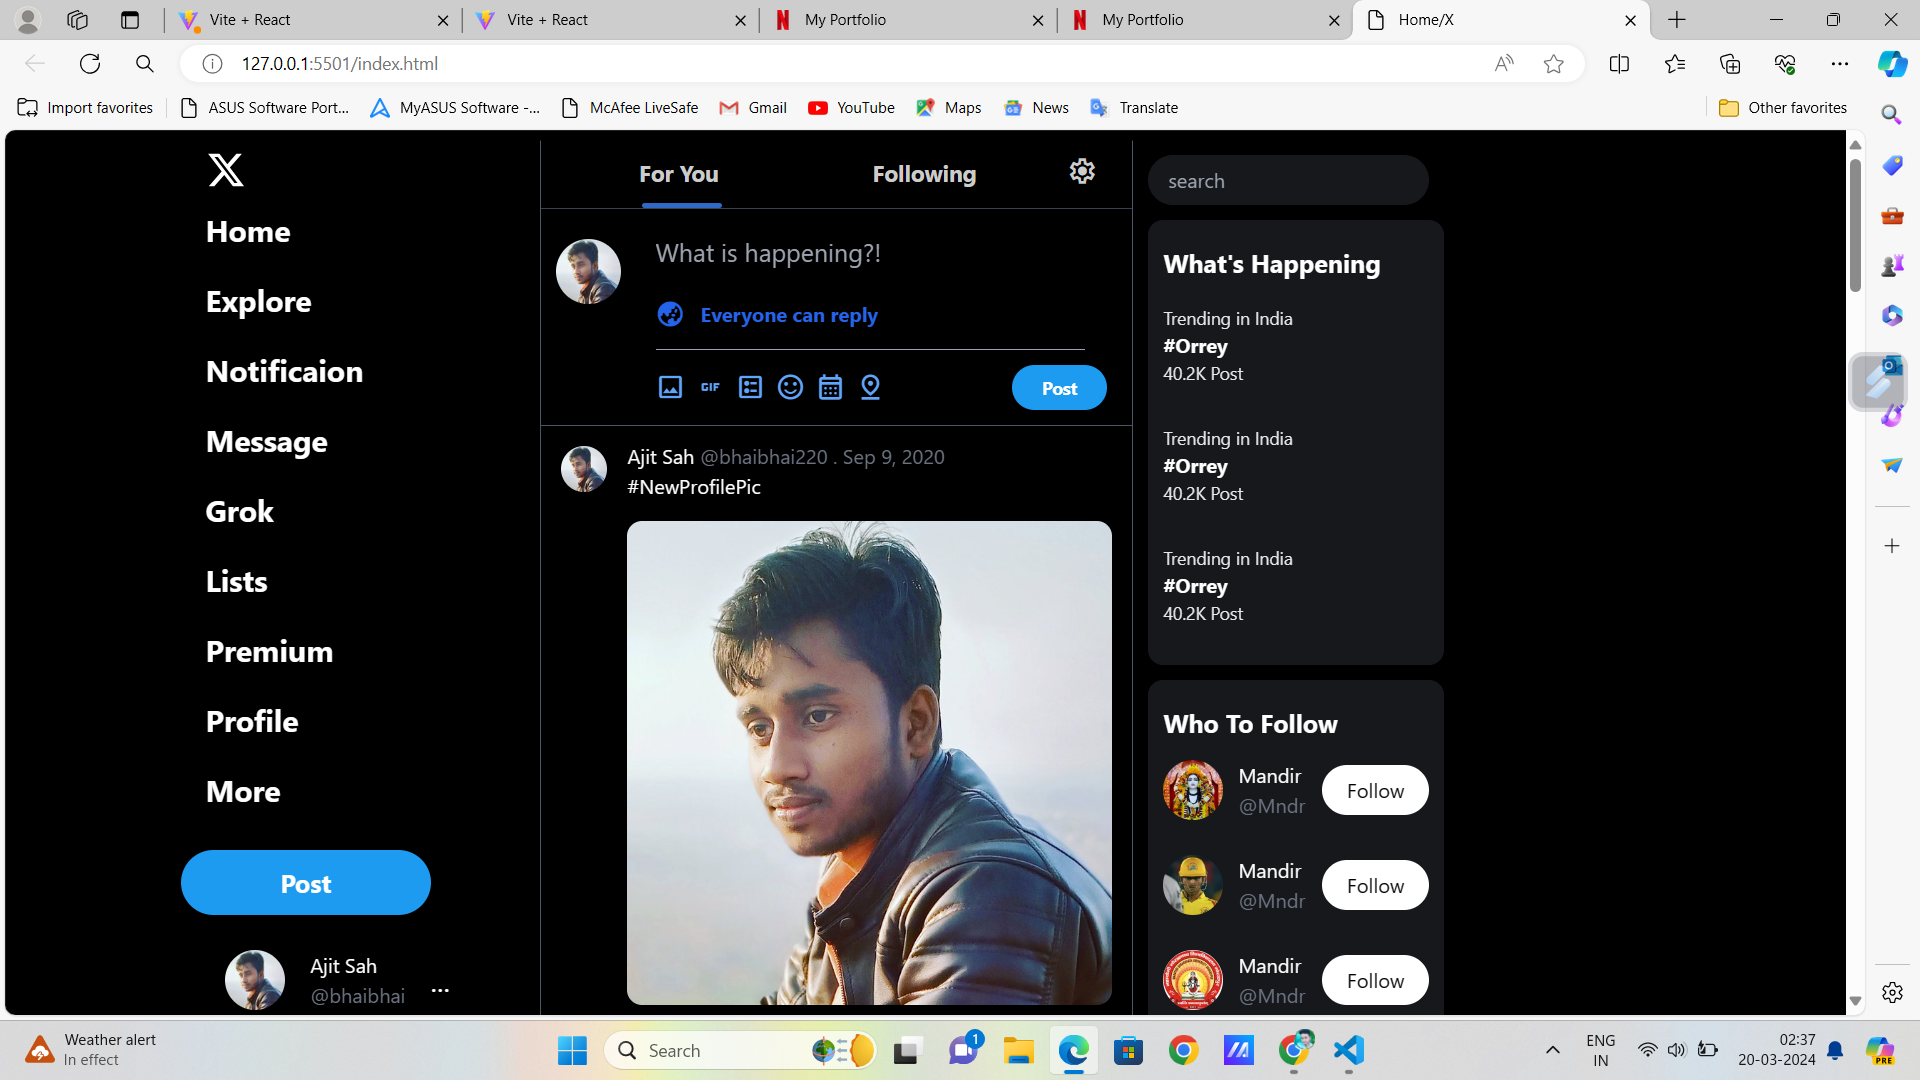 Vite + React
Vite + React
My Portfolio
My Portfolio
Home/X
127.0.0.1:5501/index.html
Import favorites
ASUS Software Port...
MyASUS Software -...
McAfee LiveSafe
Gmail
YouTube
Maps
News
Translate
Other favorites
Home
Explore
Notificaion
Message
Grok
Lists
Premium
Profile
More
Post
Ajit Sah
@bhaibhai
...
For You
Following
What is happening?!
Everyone can reply
GIF
Post
Ajit Sah @bhaibhai220 . Sep 9, 2020
#NewProfilePic
search
What's Happening
Trending in India
#Orrey
40.2K Post
Trending in India
#Orrey
40.2K Post
Trending in India
#Orrey
40.2K Post
Who To Follow
Mandir
@Mndr
Follow
Mandir
@Mndr
Follow
Mandir
@Mndr
Follow
Weather alert
In effect
Search
1
ENG
IN
02:37
20-03-2024
PRE